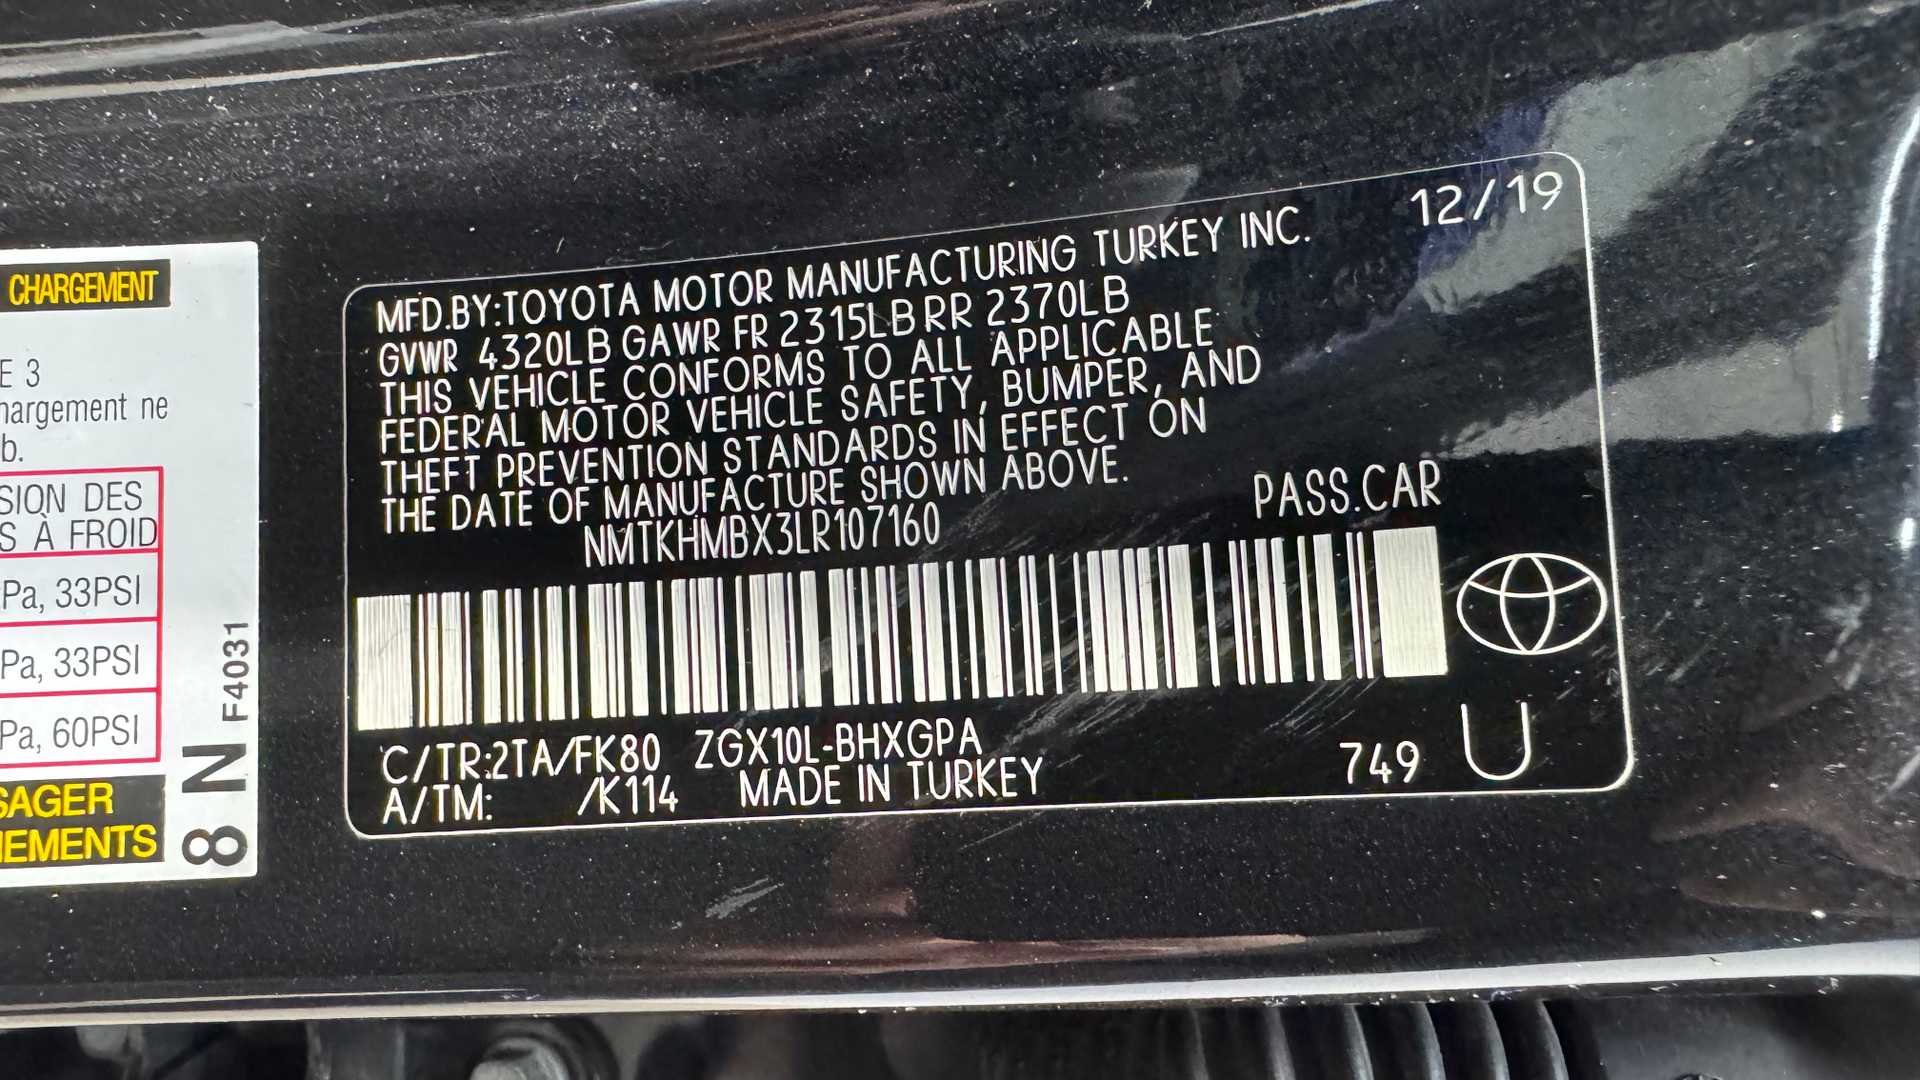 CHARGEMENT
E 3
hargement ne
b.
SION DES
S À FROID
Pa, 33PSI
Pa, 33PSI
Pa, 60PSI
SAGER
NEMENTS
8 N F4031
12/19
MFD.BY:TOYOTA MOTOR MANUFACTURING TURKEY INC.
GVWR 4320LB GAWR FR 2315LB RR 2370LB
THIS VEHICLE CONFORMS TO ALL APPLICABLE
FEDERAL MOTOR VEHICLE SAFETY, BUMPER, AND
THEFT PREVENTION STANDARDS IN EFFECT ON
THE DATE OF MANUFACTURE SHOWN ABOVE.
NMTKHMBX3LR107160 PASS.CAR
C/TR:2TA/FK80 ZGX10L-BHXGPA
A/TM: /K114 MADE IN TURKEY 749 U